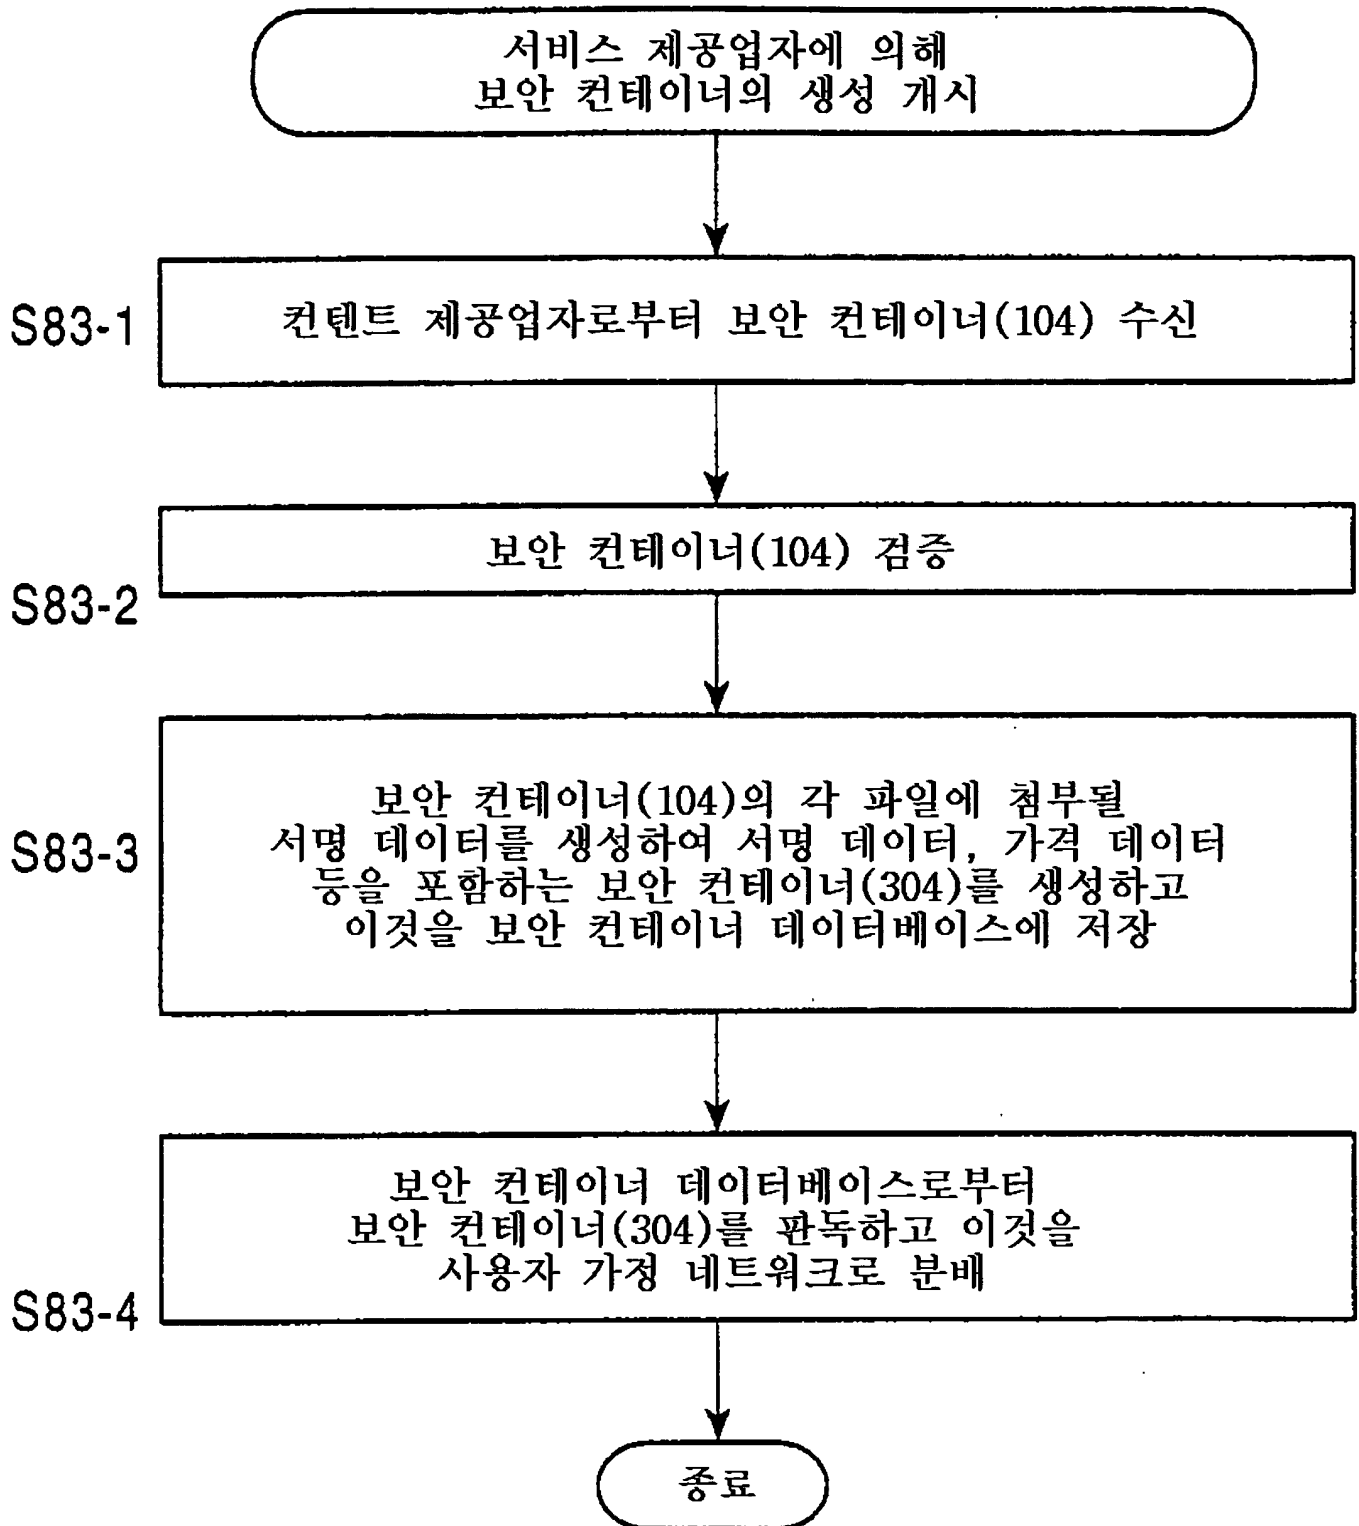 서비스 제공업자에 의해
보안 컨테이너의 생성 개시
S83-1
컨텐트 제공업자로부터 보안 컨테이너(104) 수신
보안 컨테이너(104) 검증
S83-2
보안 컨테이너(104)의 각 파일에 첨부될
서명 데이터를 생성하여 서명 데이터, 가격 데이터
등을 포함하는 보안 컨테이너(304)를 생성하고
이것을 보안 컨테이너 데이터베이스에 저장
S83-3
보안 컨테이너 데이터베이스로부터
보안 컨테이너(304)를 판독하고 이것을
사용자 가정 네트워크로 분배
S83-4
종료